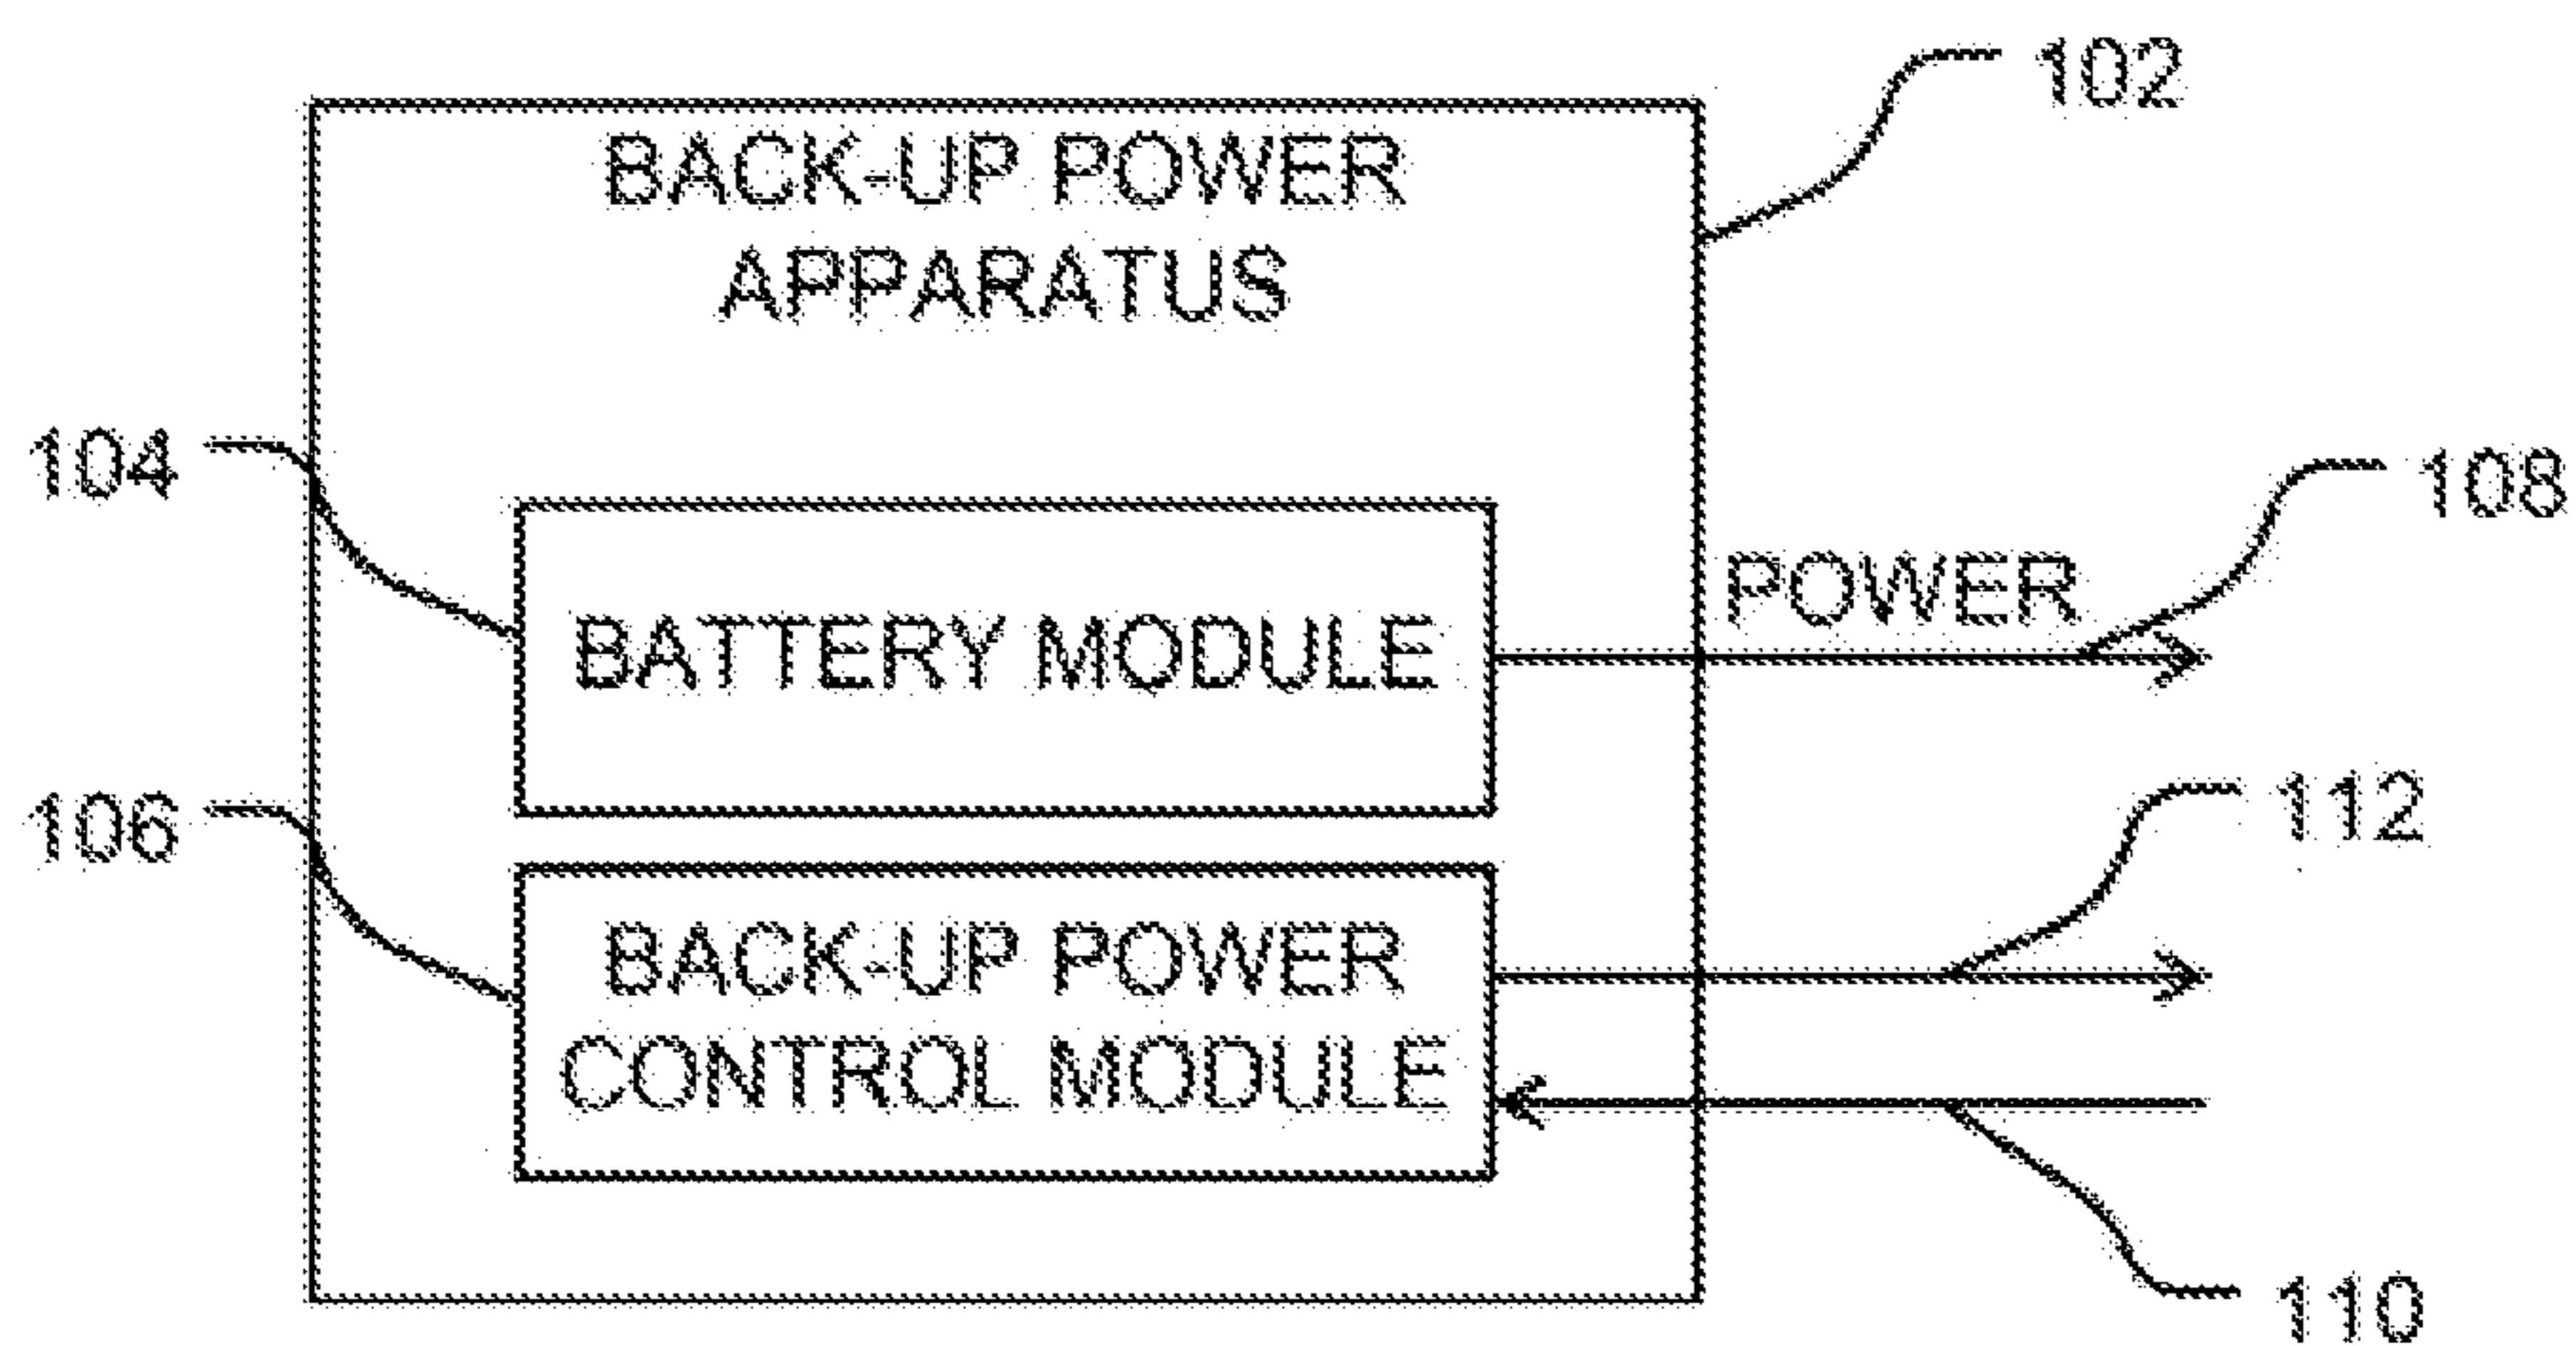 102
BACK-UP POWER
APPARATUS
104
108
POWER
BATTERY MODULE
106
112
BACK-UP POWER
CONTROL MODULE
110